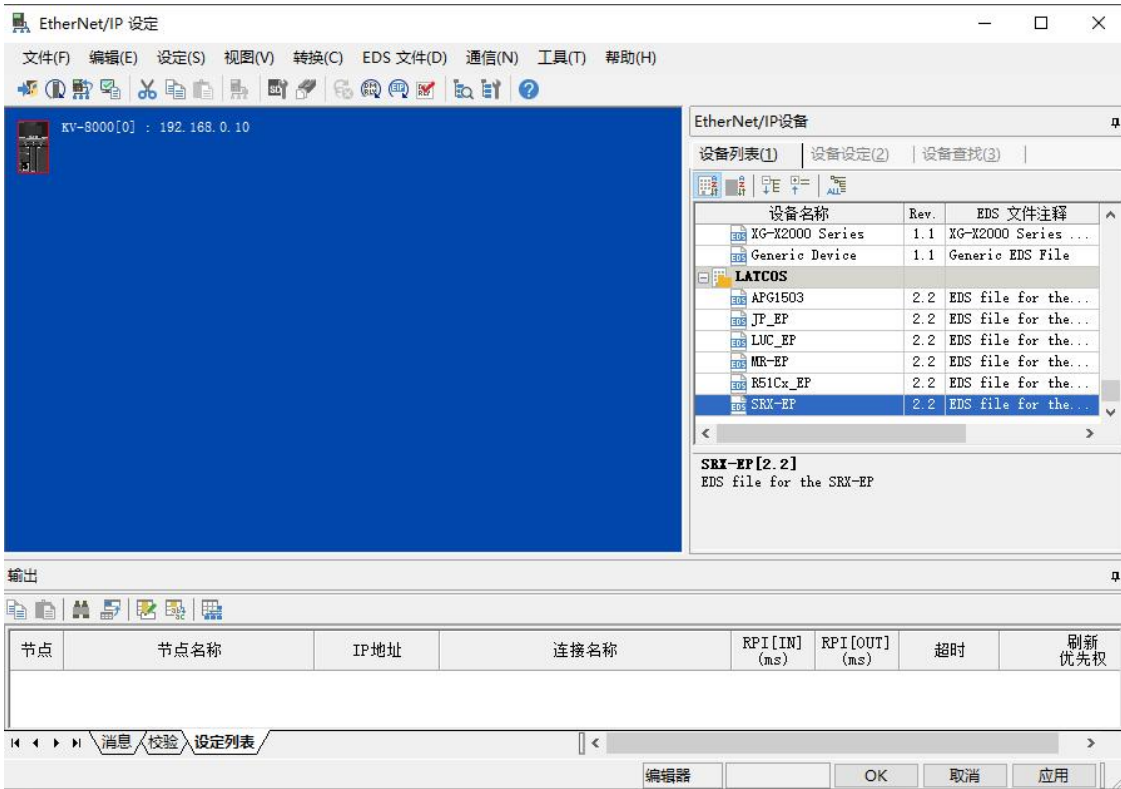 EtherNet/IP 设定
文件(F) 编辑(E) 设定(S) 视图(V) 转换(C) EDS 文件(D) 通信(N) 工具(T) 帮助(H)
KV-8000[0] : 192.168.0.10
EtherNet/IP设备
设备列表(1) 设备设定(2) 设备查找(3)
设备名称 Rev. EDS 文件注释
XG-X2000 Series 1.1 XG-X2000 Series ...
Generic Device 1.1 Generic EDS File
LATCOS
APG1503 2.2 EDS file for the...
JP_EP 2.2 EDS file for the...
LUC_EP 2.2 EDS file for the...
MR-EP 2.2 EDS file for the...
R51Cx_EP 2.2 EDS file for the...
SRX-EP 2.2 EDS file for the...
SRX-EP[2.2]
EDS file for the SRX-EP
输出
节点 节点名称 IP地址 连接名称 RPI[IN] (ms) RPI[OUT] (ms) 超时 刷新 优先权
消息 校验 设定列表
编辑器 OK 取消 应用